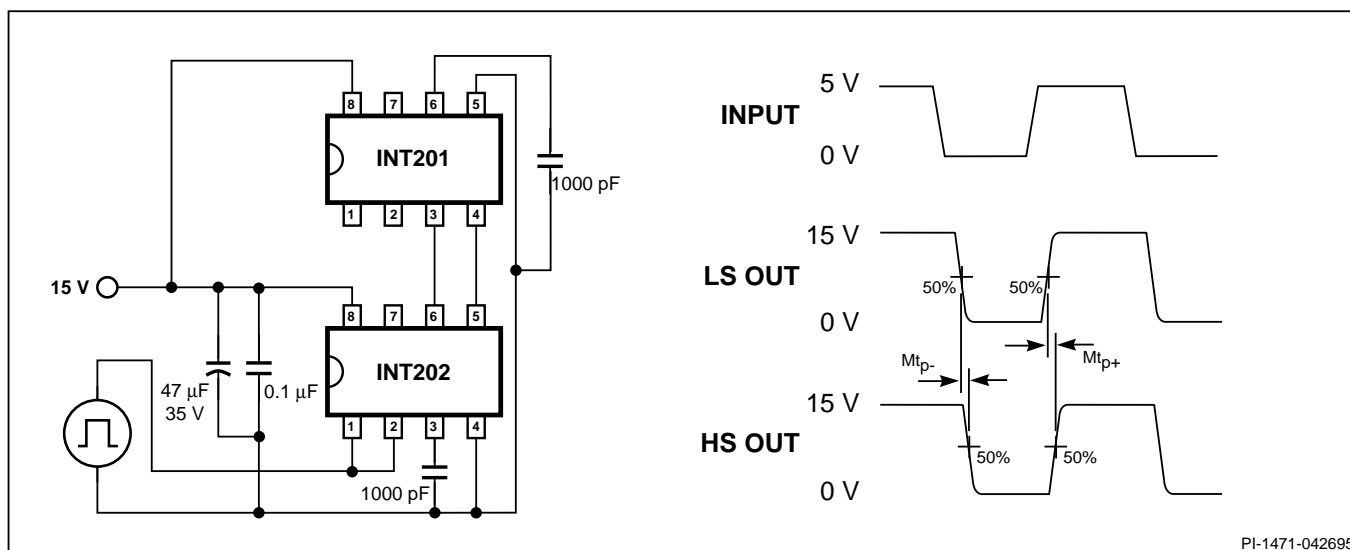 8 7 6 5
INT201
1 2 3 4
1000 pF
15 V
8 7 6 5
INT202
1 2 3 4
47 µF
35 V
0.1 µF
1000 pF
INPUT
5 V
0 V
LS OUT
15 V
50% 50%
0 V
Mtp-
Mtp+
HS OUT
15 V
50% 50%
0 V
PI-1471-042695